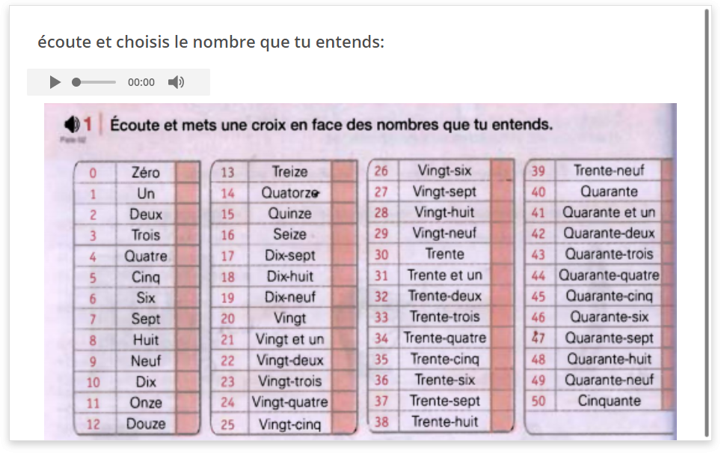 écoute et choisis le nombre que tu entends:
00:00
1 Écoute et mets une croix en face des nombres que tu entends.
0 Zéro
1 Un
2 Deux
3 Trois
4 Quatre
5 Cinq
6 Six
7 Sept
8 Huit
9 Neuf
10 Dix
11 Onze
12 Douze
13 Treize
14 Quatorze
15 Quinze
16 Seize
17 Dix-sept
18 Dix-huit
19 Dix-neuf
20 Vingt
21 Vingt et un
22 Vingt-deux
23 Vingt-trois
24 Vingt-quatre
25 Vingt-cinq
26 Vingt-six
27 Vingt-sept
28 Vingt-huit
29 Vingt-neuf
30 Trente
31 Trente et un
32 Trente-deux
33 Trente-trois
34 Trente-quatre
35 Trente-cinq
36 Trente-six
37 Trente-sept
38 Trente-huit
39 Trente-neuf
40 Quarante
41 Quarante et un
42 Quarante-deux
43 Quarante-trois
44 Quarante-quatre
45 Quarante-cinq
46 Quarante-six
47 Quarante-sept
48 Quarante-huit
49 Quarante-neuf
50 Cinquante